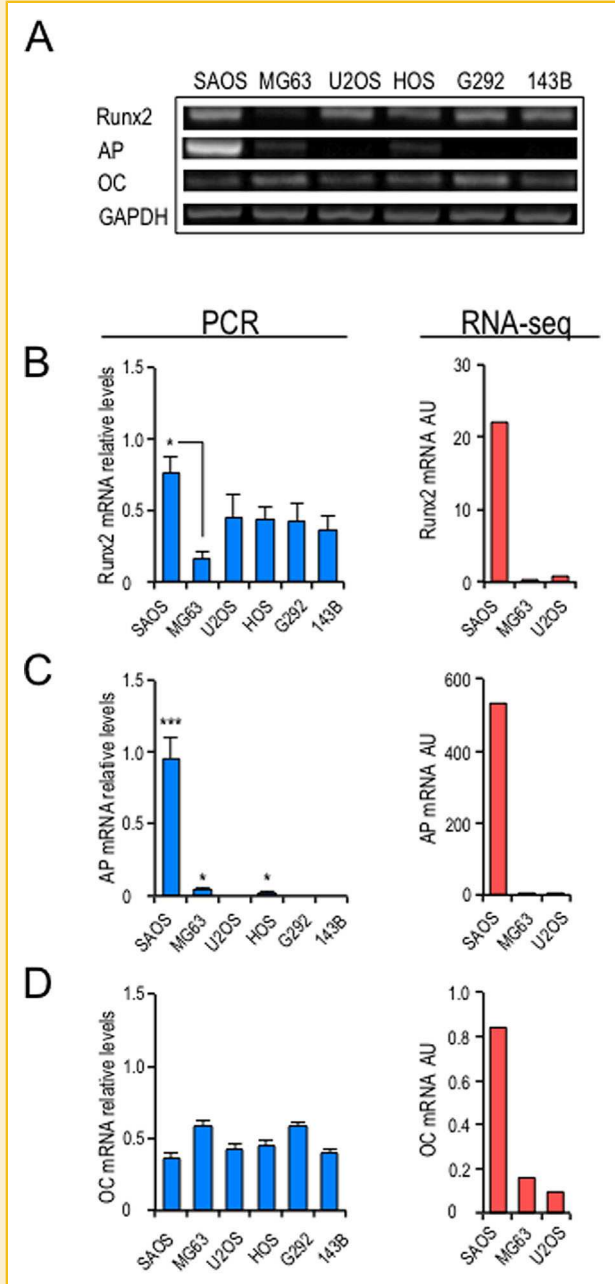 A
SAOS MG63 U2OS HOS G292 143B
Runx2
AP
OC
GAPDH
PCR RNA-seq
B
Runx2 mRNA relative levels
1.5
1.0
0.5
0
*
SAOS MG63 U2OS HOS G292 143B
Runx2 mRNA AU
30
20
10
0
SAOS MG63 U2OS
C
AP mRNA relative levels
1.5
1.0
0.5
0
*** * *
SAOS MG63 U2OS HOS G292 143B
AP mRNA AU
600
400
200
0
SAOS MG63 U2OS
D
OC mRNA relative levels
1.5
1.0
0.5
0
SAOS MG63 U2OS HOS G292 143B
OC mRNA AU
1.0
0.8
0.6
0.4
0.2
0
SAOS MG63 U2OS